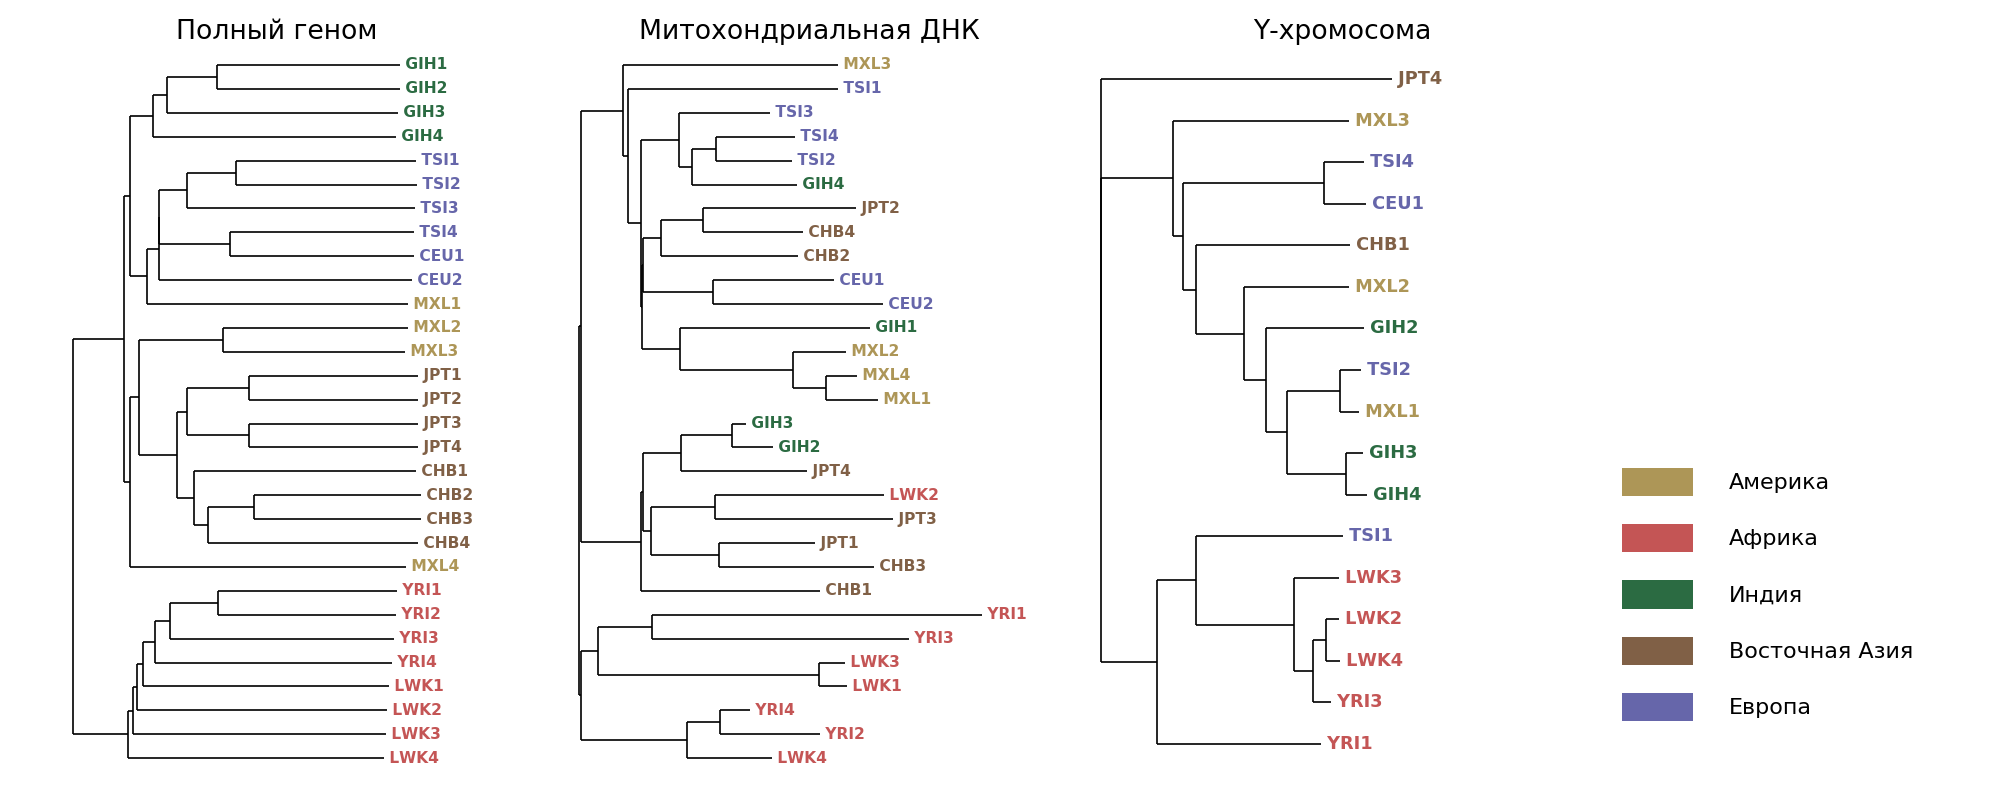 Полный геном
GIH1
GIH2
GIH3
GIH4
TSI1
TSI2
TSI3
TSI4
CEU1
CEU2
MXL1
MXL2
MXL3
JPT1
JPT2
JPT3
JPT4
CHB1
CHB2
CHB3
CHB4
MXL4
YRI1
YRI2
YRI3
YRI4
LWK1
LWK2
LWK3
LWK4
Митохондриальная ДНК
MXL3
TSI1
TSI3
TSI4
TSI2
GIH4
JPT2
CHB4
CHB2
CEU1
CEU2
GIH1
MXL2
MXL4
MXL1
GIH3
GIH2
JPT4
LWK2
JPT3
JPT1
CHB3
CHB1
YRI1
YRI3
LWK3
LWK1
YRI4
YRI2
LWK4
Y-хромосома
JPT4
MXL3
TSI4
CEU1
CHB1
MXL2
GIH2
TSI2
MXL1
GIH3
GIH4
TSI1
LWK3
LWK2
LWK4
YRI3
YRI1
Америка
Африка
Индия
Восточная Азия
Европа